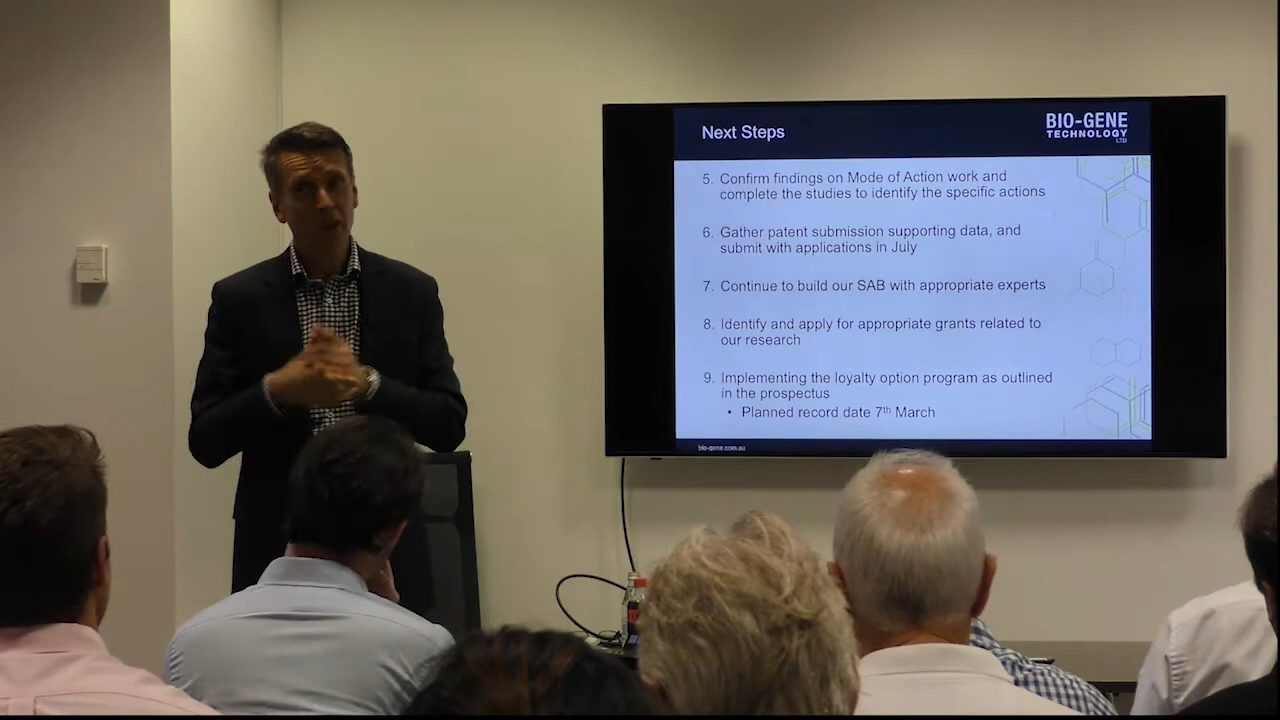 Next Steps
BIO-GENE
TECHNOLOGY
LTD
5. Confirm findings on Mode of Action work and
complete the studies to identify the specific actions
6. Gather patent submission supporting data, and
submit with applications in July
7. Continue to build our SAB with appropriate experts
8. Identify and apply for appropriate grants related to
our research
9. Implementing the loyalty option program as outlined
in the prospectus
• Planned record date 7th March
bio-gene.com.au